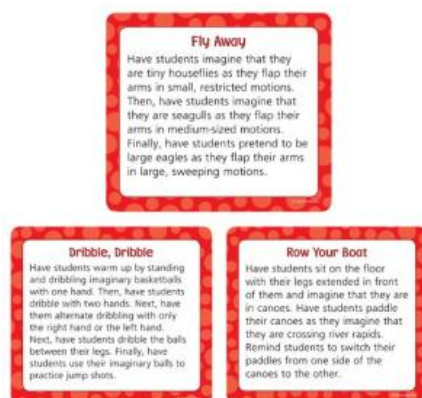 Fly Away
Have students imagine that they
are tiny houseflies as they flap their
arms in small, restricted motions.
Then, have students imagine that
they are seagulls as they flap their
arms in medium-sized motions.
Finally, have students pretend to be
large eagles as they flap their arms
in large, sweeping motions.
Dribble, Dribble
Have students warm up by standing
and dribbling imaginary basketballs
with one hand. Then, have students
dribble with two hands. Next, have
them alternate dribbling with only
the right hand or the left hand.
Next, have students dribble the balls
between their legs. Finally, have
students use their imaginary balls to
practice jump shots.
Row Your Boat
Have students sit on the floor
with their legs extended in front
of them and imagine that they are
in canoes. Have students paddle
their canoes as they imagine that
they are crossing river rapids.
Remind students to switch their
paddles from one side of the
canoes to the other.